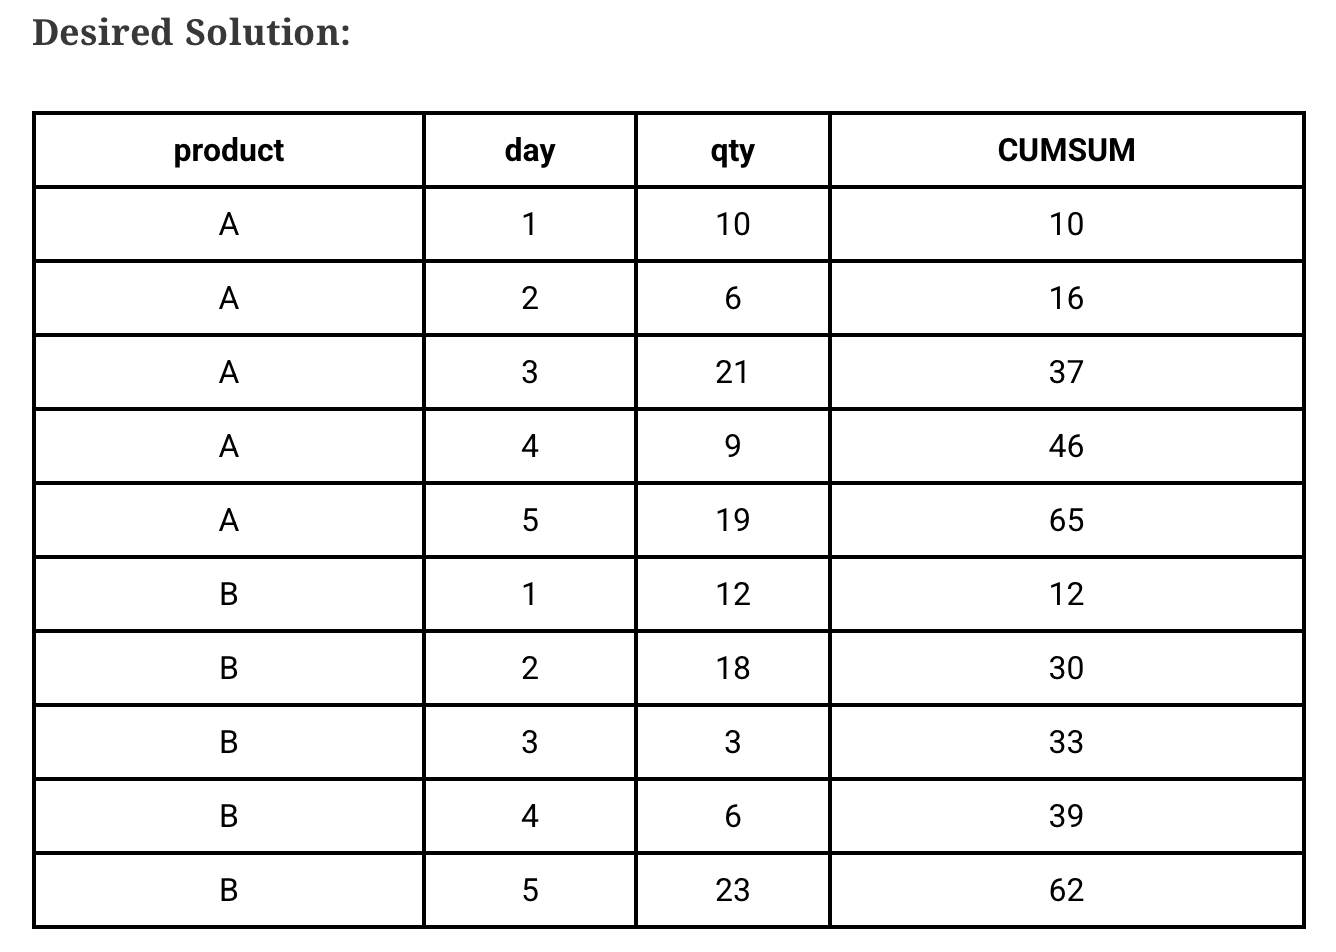 Desired Solution:
product day qty CUMSUM
A 1 10 10
A 2 6 16
A 3 21 37
A 4 9 46
A 5 19 65
B 1 12 12
B 2 18 30
B 3 3 33
B 4 6 39
B 5 23 62